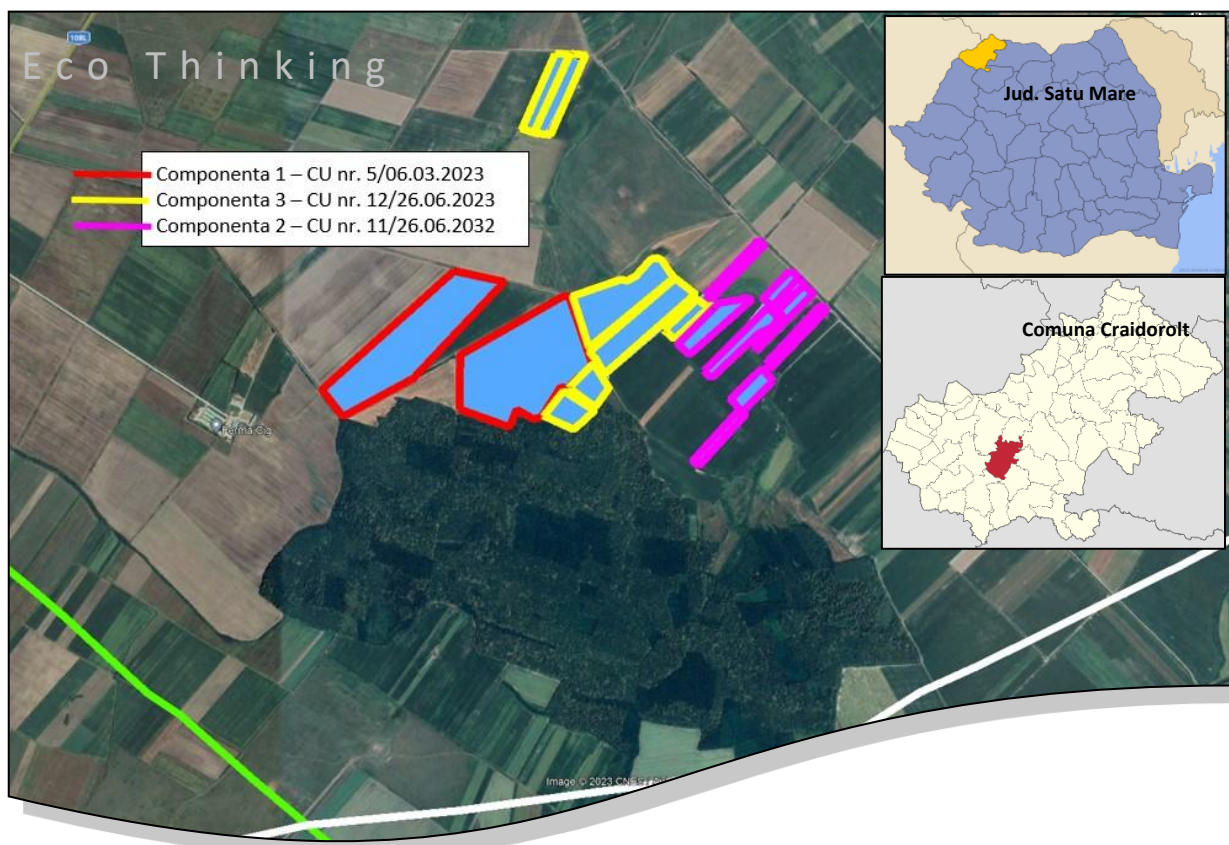 108L
Eco Thinking
Jud. Satu Mare
Componenta 1 – CU nr. 5/06.03.2023
Componenta 3 – CU nr. 12/26.06.2023
Componenta 2 – CU nr. 11/26.06.2032
Comuna Craidorolt
Ferma Cig
Image © 2023